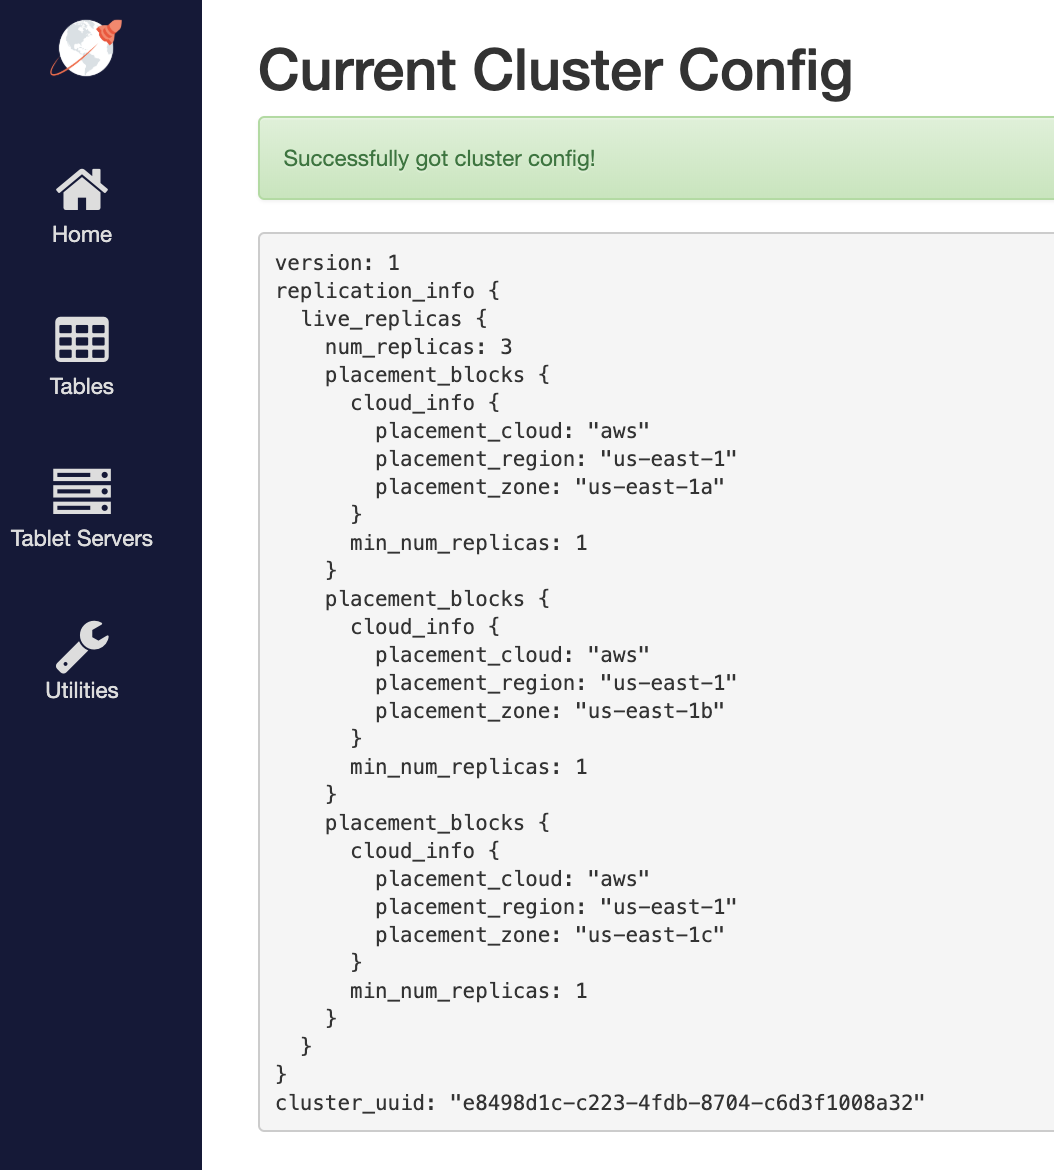 Home
Tables
Tablet Servers
Utilities
Current Cluster Config
Successfully got cluster config!
version: 1
replication_info {
  live_replicas {
    num_replicas: 3
    placement_blocks {
      cloud_info {
        placement_cloud: "aws"
        placement_region: "us-east-1"
        placement_zone: "us-east-1a"
      }
      min_num_replicas: 1
    }
    placement_blocks {
      cloud_info {
        placement_cloud: "aws"
        placement_region: "us-east-1"
        placement_zone: "us-east-1b"
      }
      min_num_replicas: 1
    }
    placement_blocks {
      cloud_info {
        placement_cloud: "aws"
        placement_region: "us-east-1"
        placement_zone: "us-east-1c"
      }
      min_num_replicas: 1
    }
  }
}
cluster_uuid: "e8498d1c-c223-4fdb-8704-c6d3f1008a32"